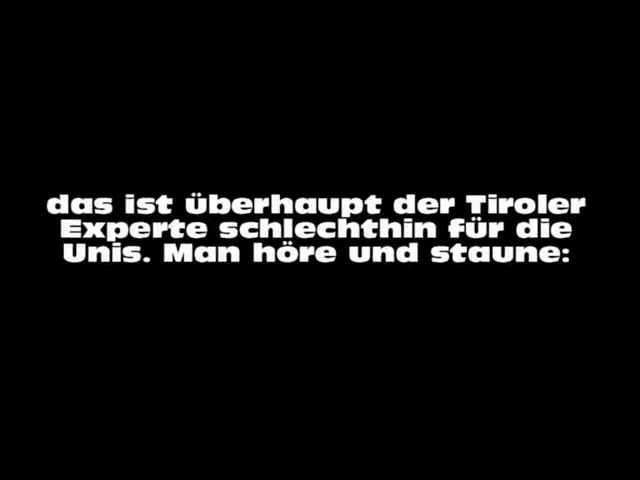 das ist überhaupt der Tiroler
Experte schlechthin für die
Unis. Man höre und staune: